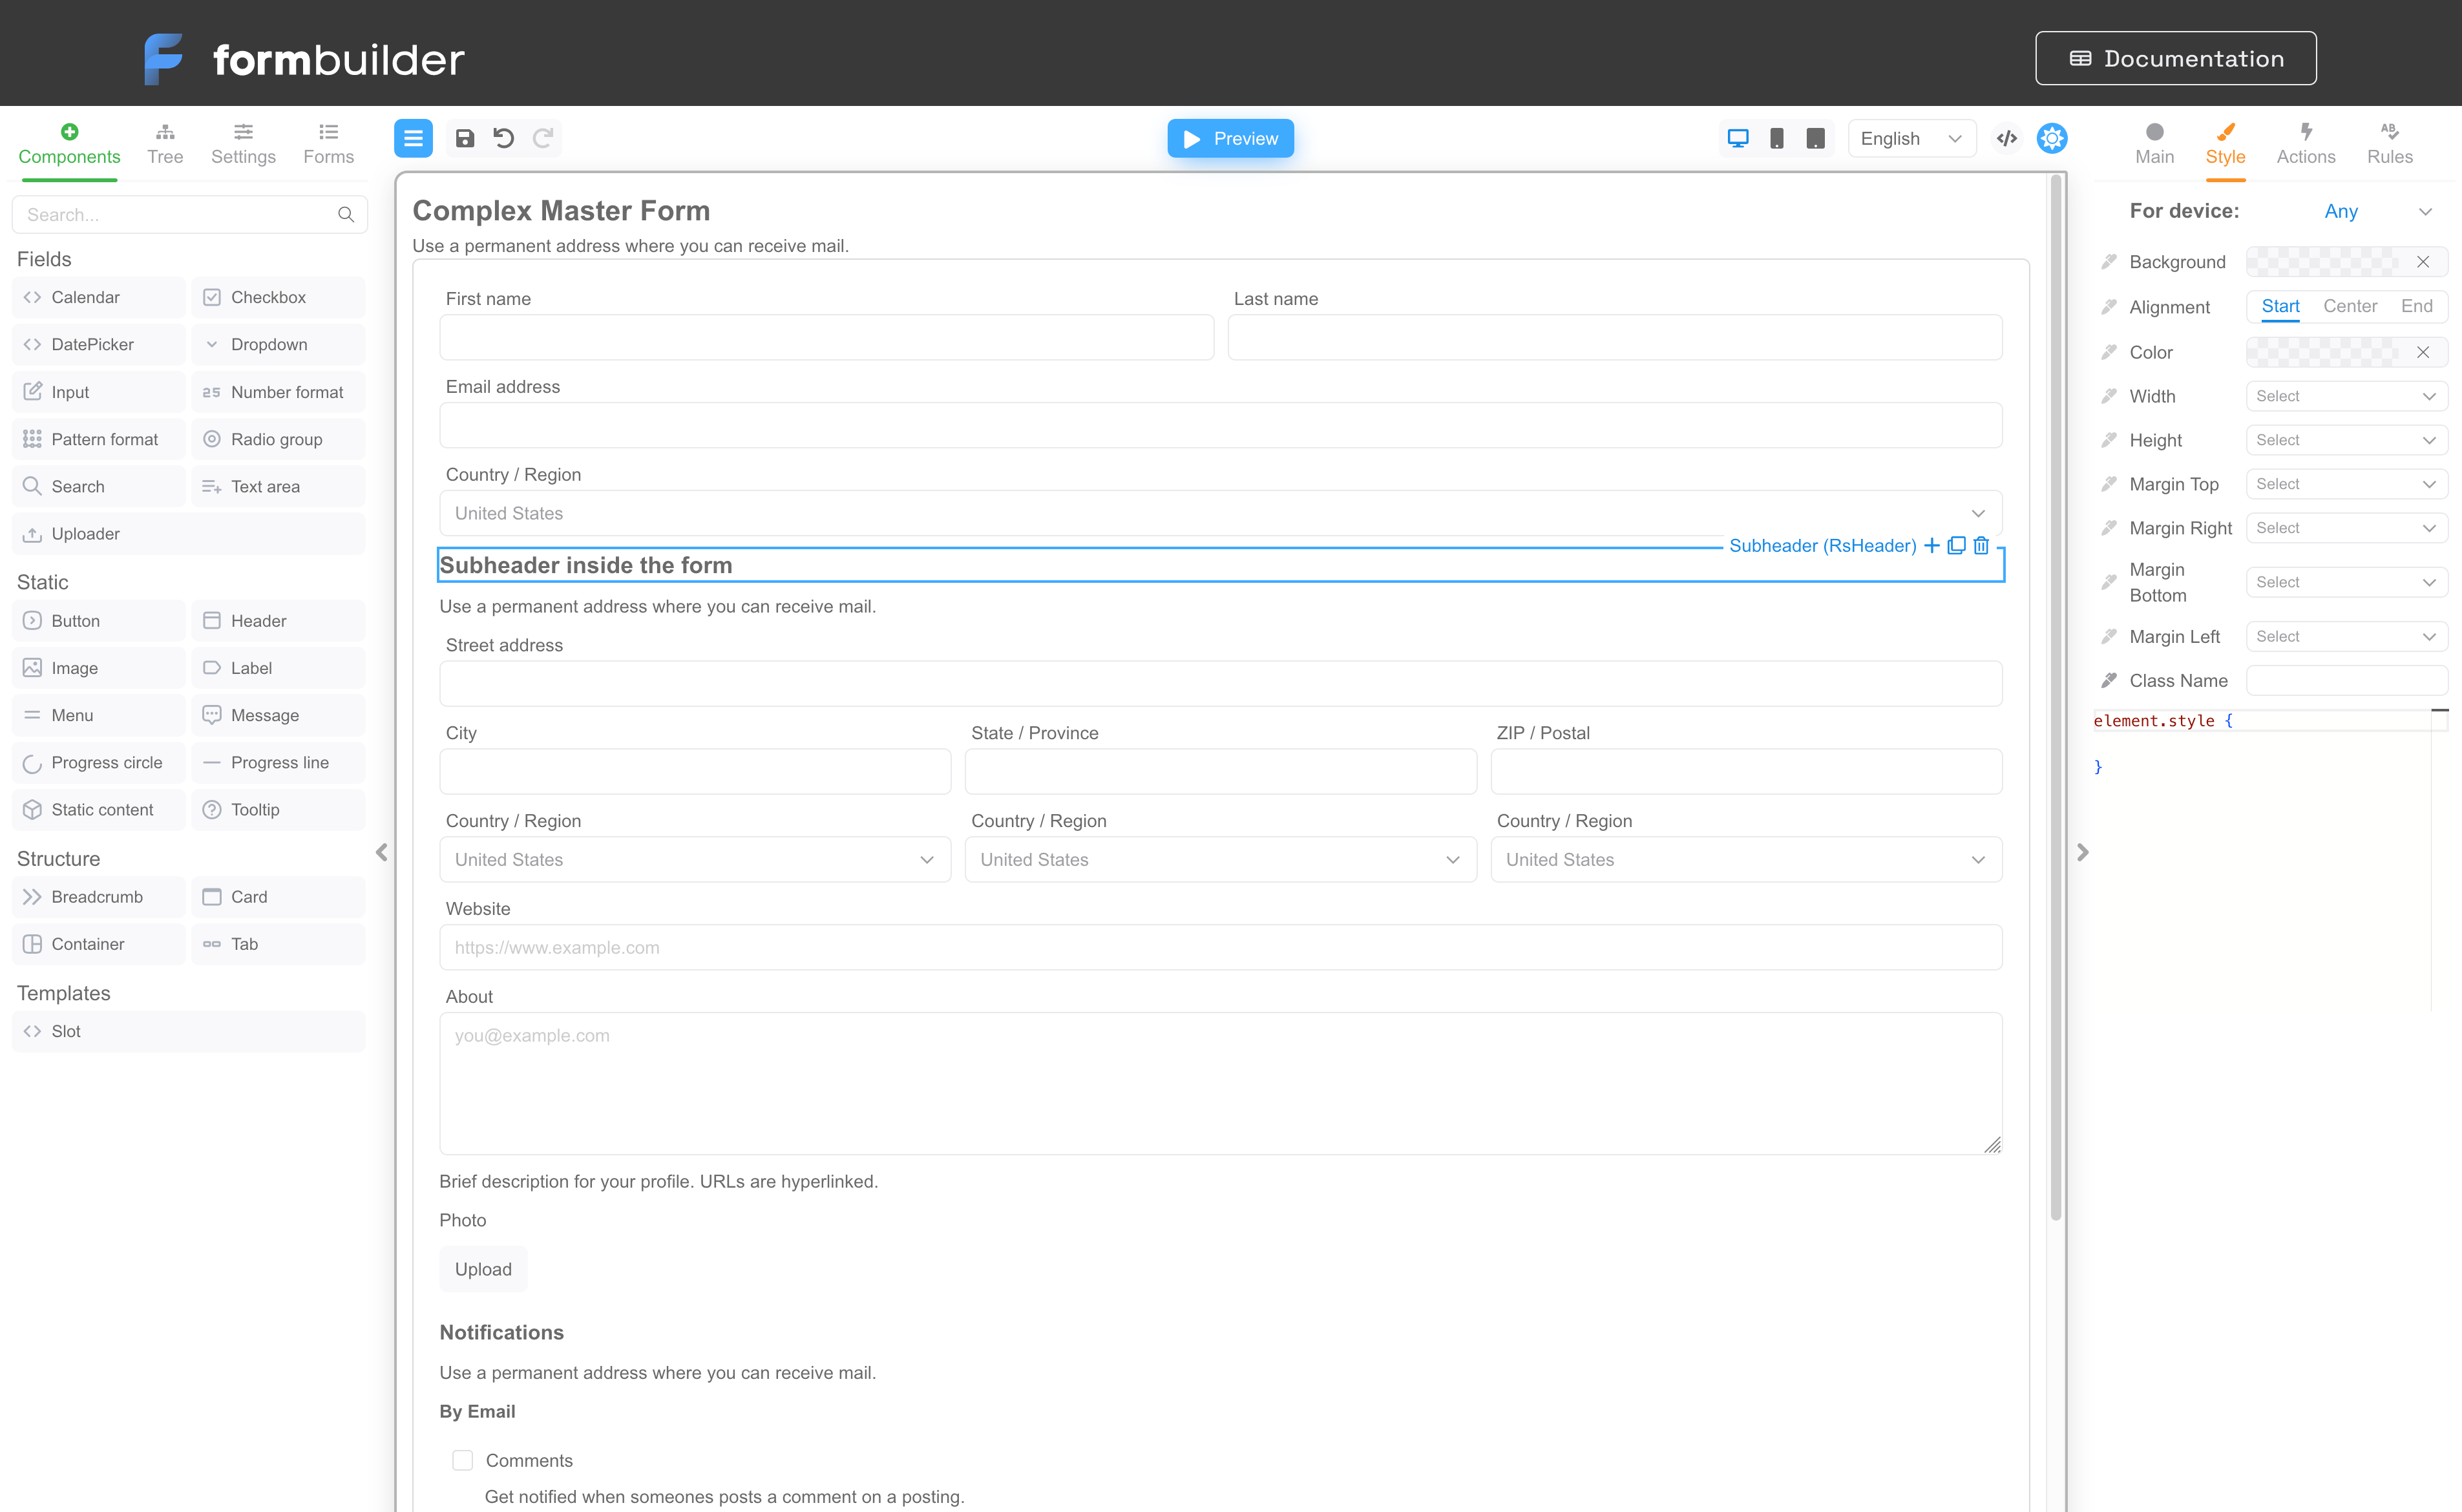 formbuilder
Documentation
Components Tree Settings Forms
Search...
Fields
Calendar Checkbox
DatePicker Dropdown
Input 25 Number format
Pattern format Radio group
Search Text area
Uploader
Static
Button Header
Image Label
Menu Message
Progress circle Progress line
Static content Tooltip
Structure
Breadcrumb Card
Container Tab
Templates
Slot
Preview
English
Complex Master Form
Use a permanent address where you can receive mail.
First name Last name
Email address
Country / Region
United States
Subheader (RsHeader)
Subheader inside the form
Use a permanent address where you can receive mail.
Street address
City State / Province ZIP / Postal
Country / Region Country / Region Country / Region
United States United States United States
Website
https://www.example.com
About
you@example.com
Brief description for your profile. URLs are hyperlinked.
Photo
Upload
Notifications
Use a permanent address where you can receive mail.
By Email
Comments
Get notified when someones posts a comment on a posting.
AB
Main Style Actions Rules
For device: Any
Background
Alignment Start Center End
Color
Width Select
Height Select
Margin Top Select
Margin Right Select
Margin
Bottom Select
Margin Left Select
Class Name
element.style {
}